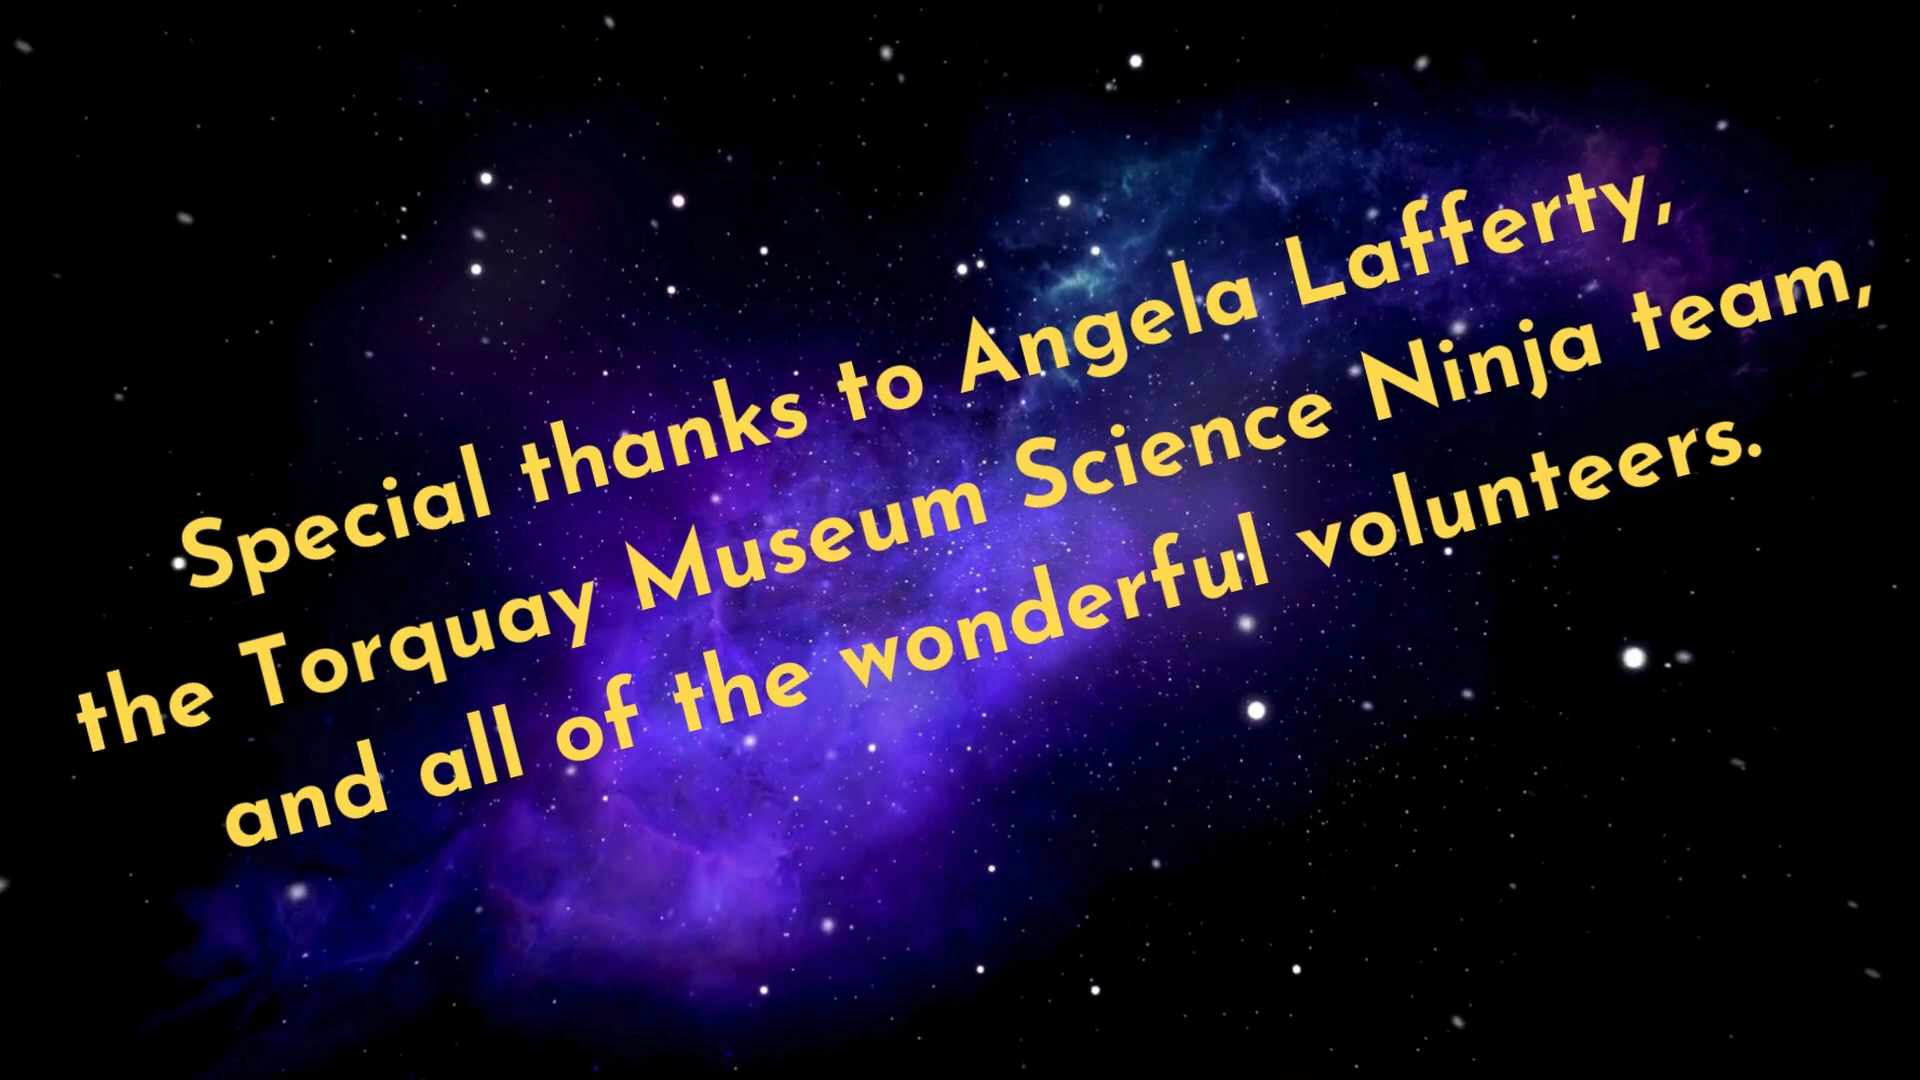 Special thanks to Angela Lafferty,
the Torquay Museum Science Ninja team,
and all of the wonderful volunteers.